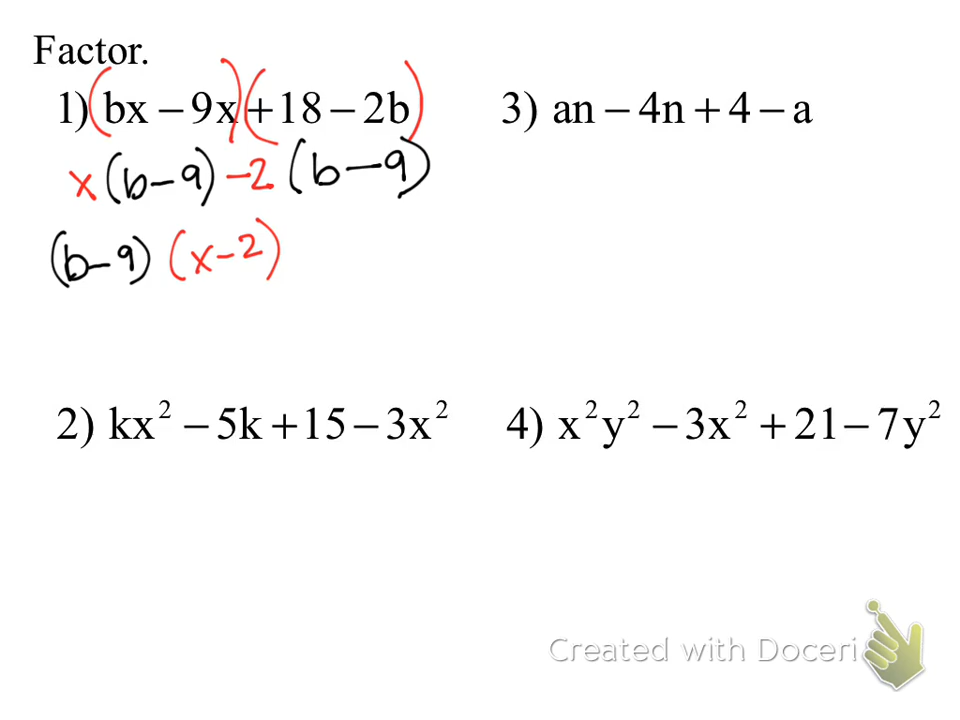 Factor.
1) (bx − 9x) (+18 − 2b)
x (b − 9) −2 (b − 9)
(b − 9) (x − 2)
2) kx² − 5k + 15 − 3x²
3) an − 4n + 4 − a
4) x²y² − 3x² + 21 − 7y²
Created with Doceri